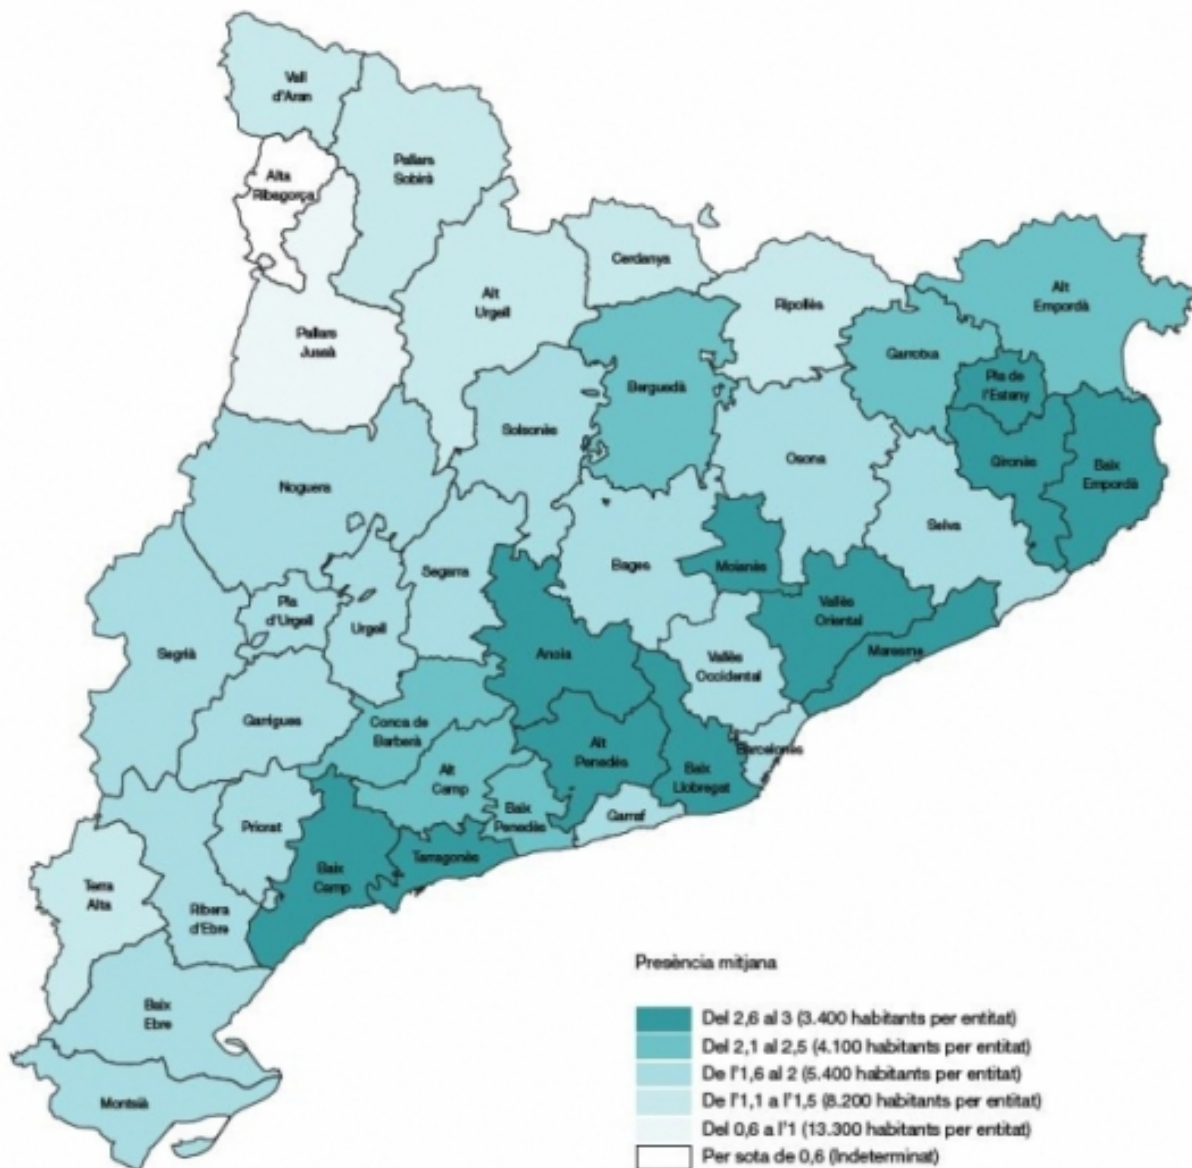 Vall
d'Aran
Alta
Ribagorça
Pallars
Sobirà
Cerdanya
Alt
Urgell
Ripollès
Alt
Empordà
Pallars
Jussà
Garrotxa
Berguedà
Pla de
l'Estany
Solsonès
Osona
Gironès
Baix
Empordà
Noguera
Selva
Segarra
Bages
Moianès
Pla
d'Urgell
Urgell
Vallès
Oriental
Segrià
Anoia
Vallès
Occidental
Maresme
Garrigues
Conca de
Barberà
Alt
Penedès
Barcelonès
Alt
Camp
Baix
Llobregat
Baix
Penedès
Garraf
Priorat
Tarragonès
Baix
Camp
Terra
Alta
Ribera
d'Ebre
Baix
Ebre
Montsià
Presència mitjana
Del 2,6 al 3 (3.400 habitants per entitat)
Del 2,1 al 2,5 (4.100 habitants per entitat)
De l'1,6 al 2 (5.400 habitants per entitat)
De l'1,1 a l'1,5 (8.200 habitants per entitat)
Del 0,6 a l'1 (13.300 habitants per entitat)
Per sota de 0,6 (Indeterminat)